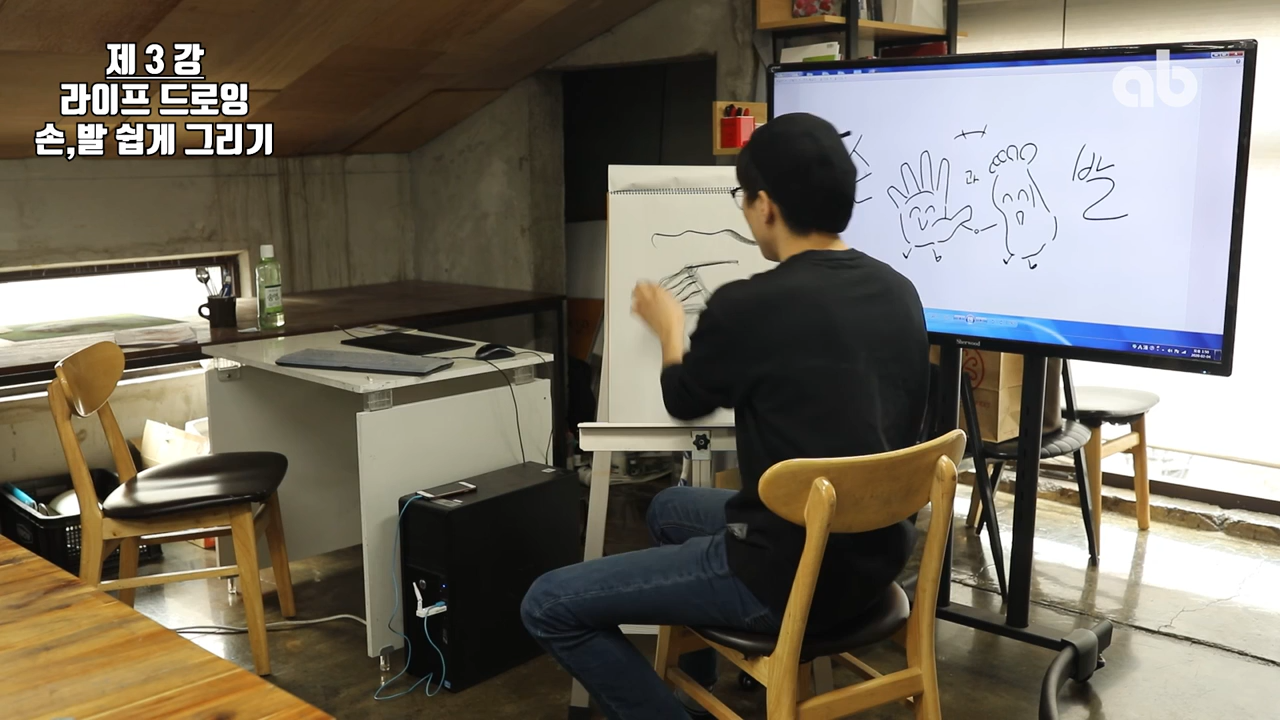 제 3 강
라이프 드로잉
손,발 쉽게 그리기
ab
과
발
Sherwood